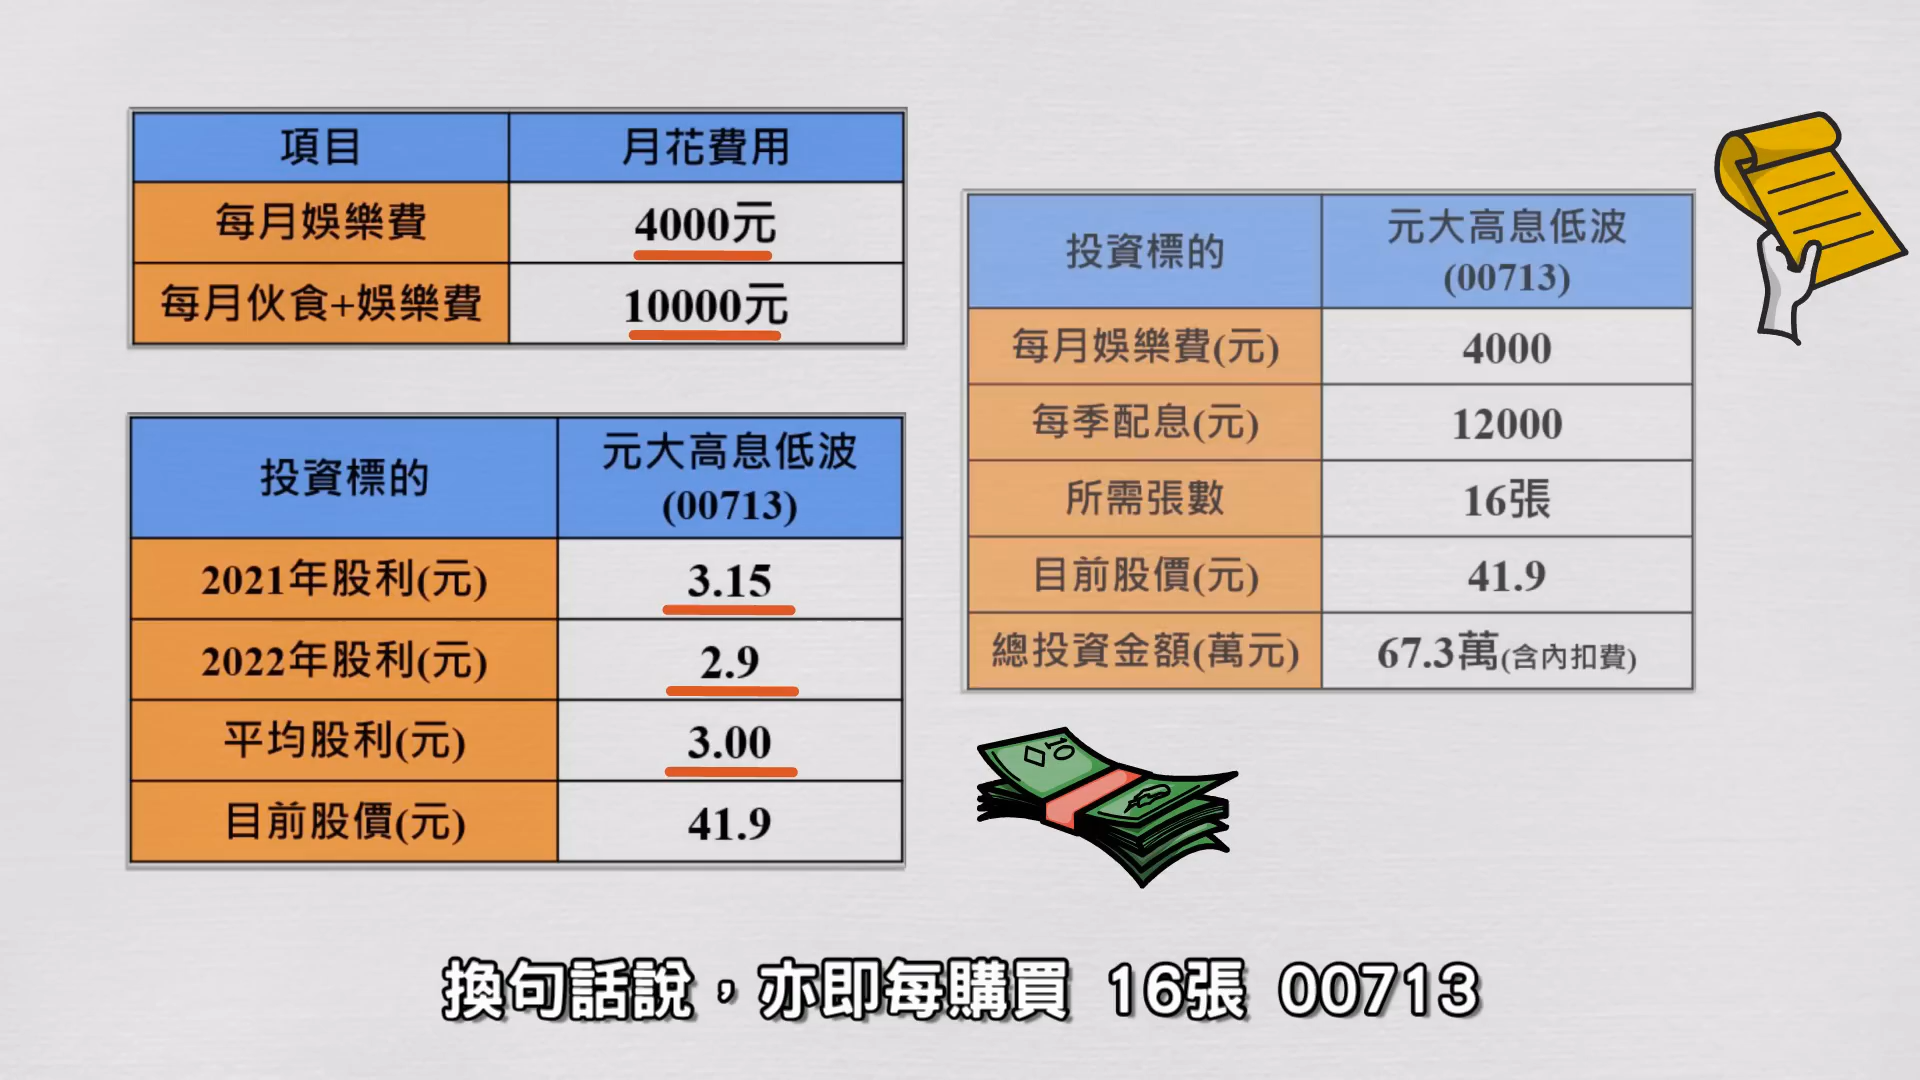 項目 月花費用
每月娛樂費 4000元
每月伙食+娛樂費 10000元
投資標的 元大高息低波
(00713)
2021年股利(元) 3.15
2022年股利(元) 2.9
平均股利(元) 3.00
目前股價(元) 41.9
投資標的 元大高息低波
(00713)
每月娛樂費(元) 4000
每季配息(元) 12000
所需張數 16張
目前股價(元) 41.9
總投資金額(萬元) 67.3萬(含內扣費)
10
換句話說，亦即每購買 16張 00713